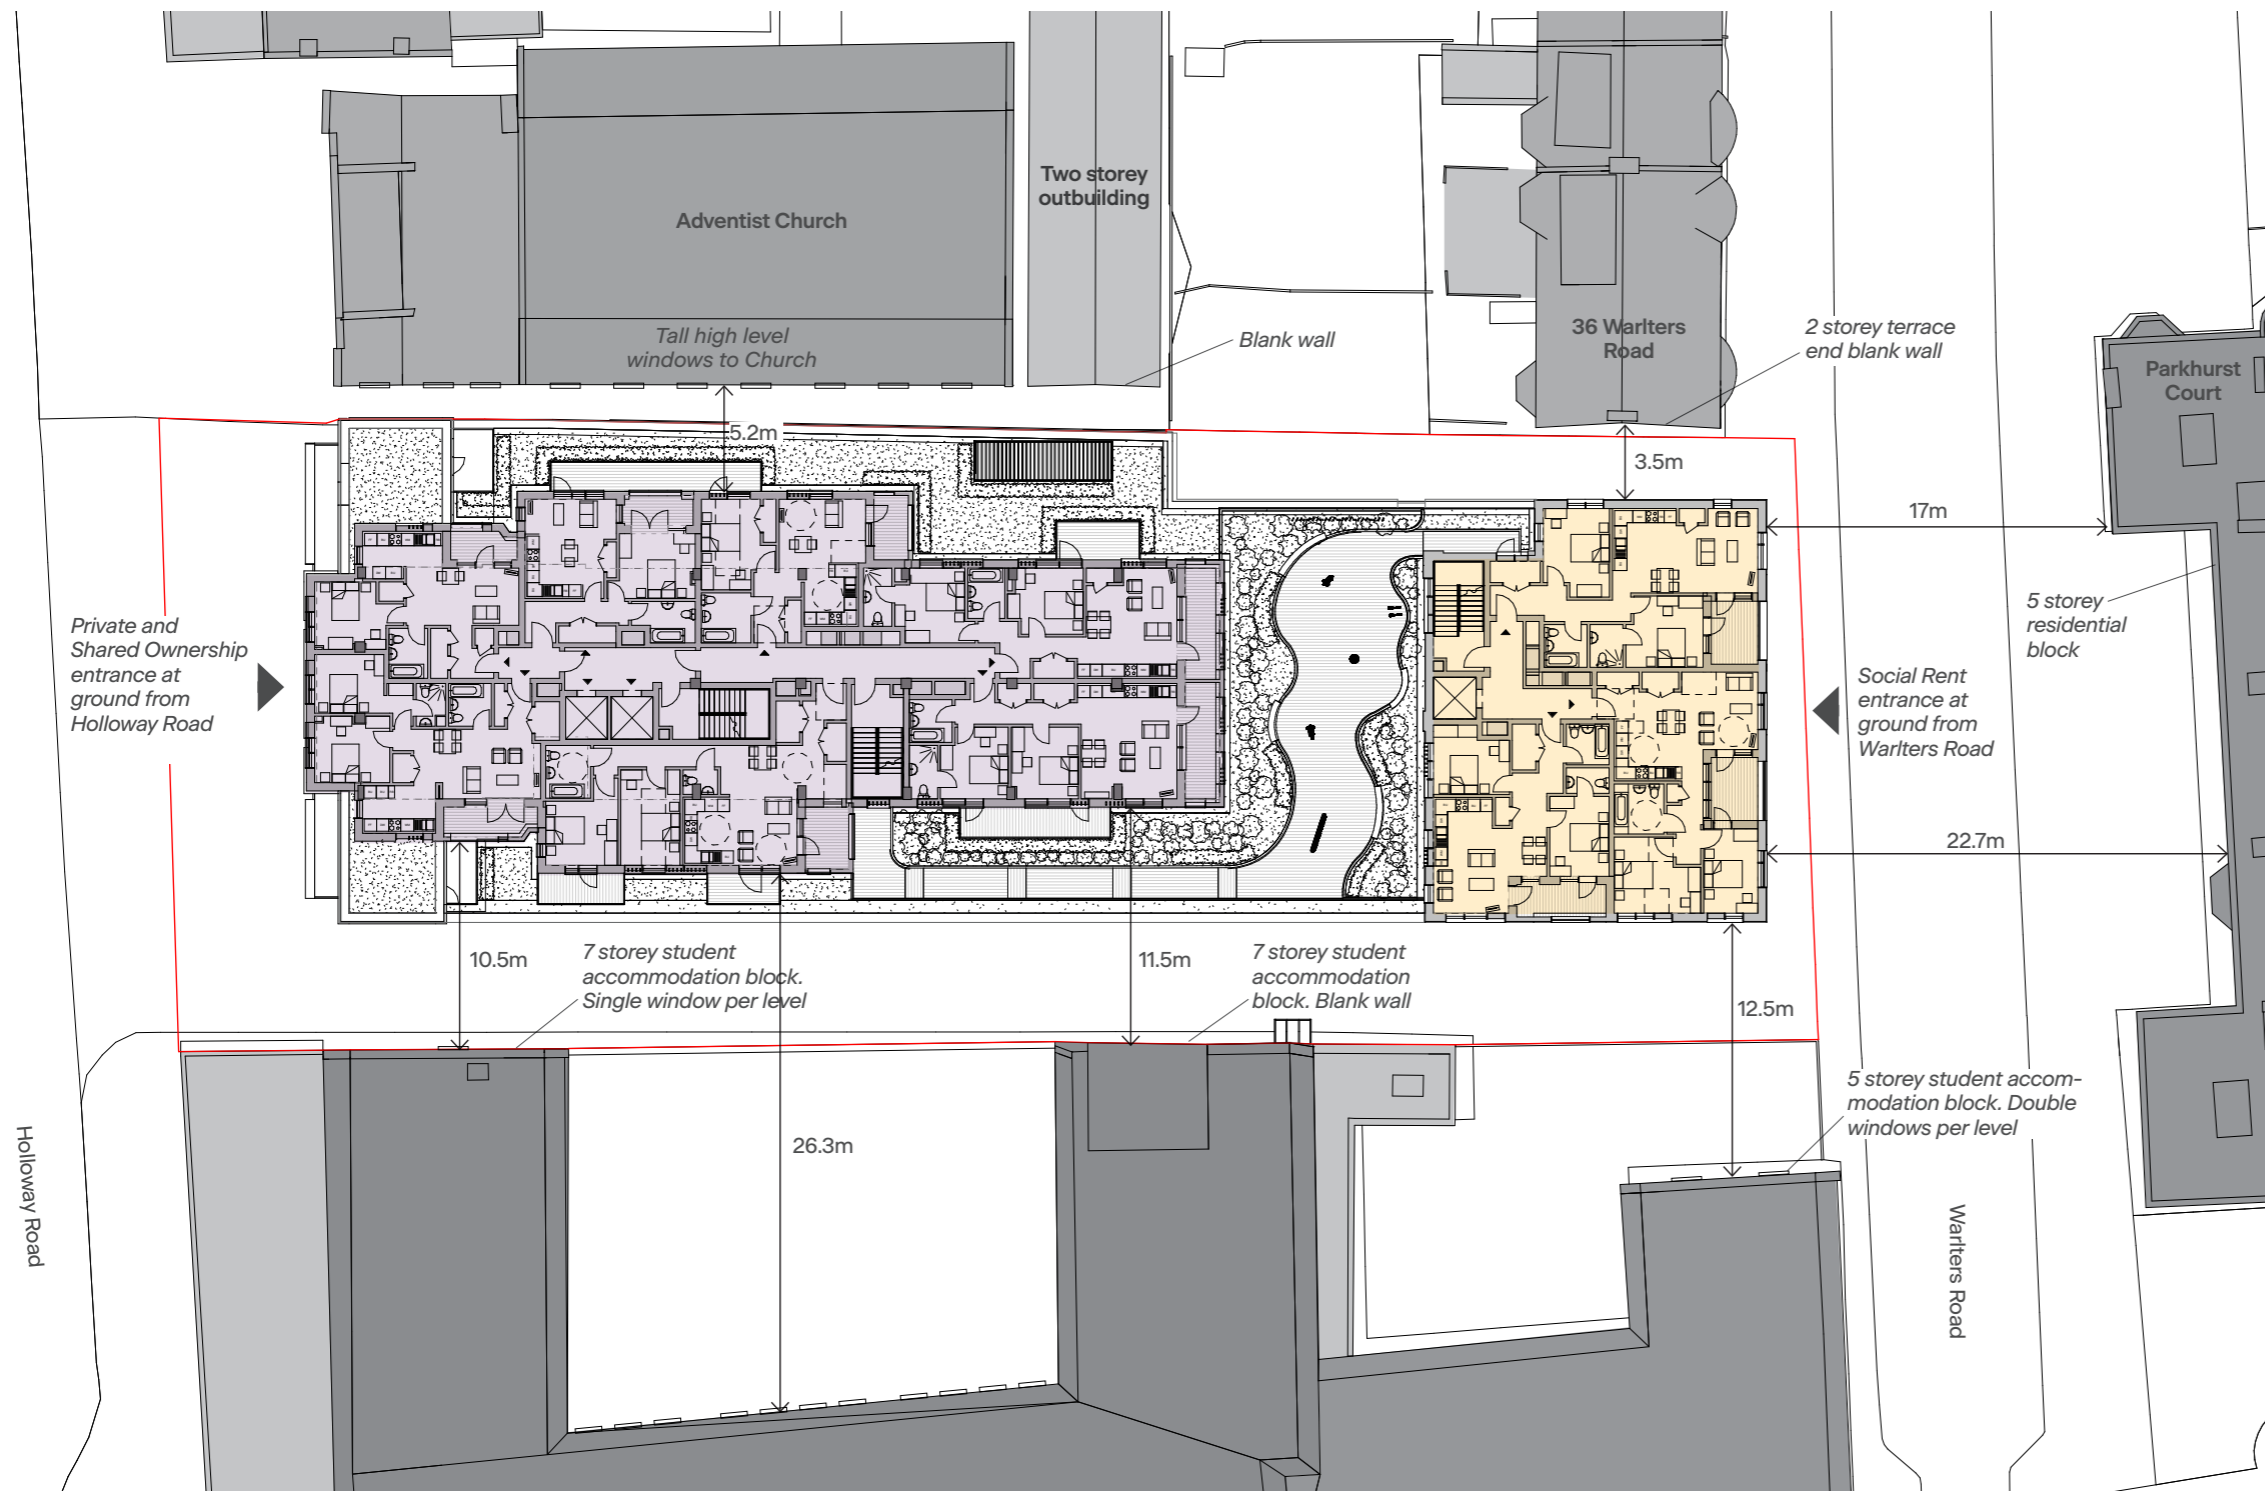 Two storey
outbuilding
Adventist Church
Tall high level
windows to Church
Blank wall
36 Warlters
Road
2 storey terrace
end blank wall
Parkhurst
Court
5.2m
3.5m
17m
5 storey
residential
block
Private and
Shared Ownership
entrance at
ground from
Holloway Road
Social Rent
entrance at
ground from
Warlters Road
22.7m
10.5m
7 storey student
accommodation block.
Single window per level
11.5m
7 storey student
accommodation
block. Blank wall
12.5m
5 storey student accom-
modation block. Double
windows per level
26.3m
Holloway Road
Warlters Road